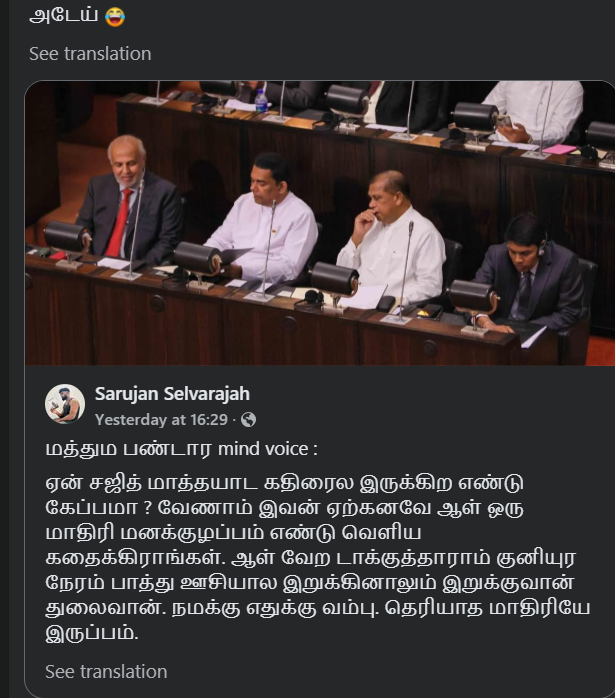 அடேய் 😂
See translation
Sarujan Selvarajah
Yesterday at 16:29 ·
மத்தும பண்டார mind voice :
ஏன் சஜித் மாத்தயாட கதிரைல இருக்கிற எண்டு
கேப்பமா ? வேணாம் இவன் ஏற்கனவே ஆள் ஒரு
மாதிரி மனக்குழப்பம் எண்டு வெளிய
கதைக்கிராங்கள். ஆள் வேற டாக்குத்தாராம் குனியுர
நேரம் பாத்து ஊசியால இறுக்கினாலும் இறுக்குவான்
துலைவான். நமக்கு எதுக்கு வம்பு. தெரியாத மாதிரியே
இருப்பம்.
See translation